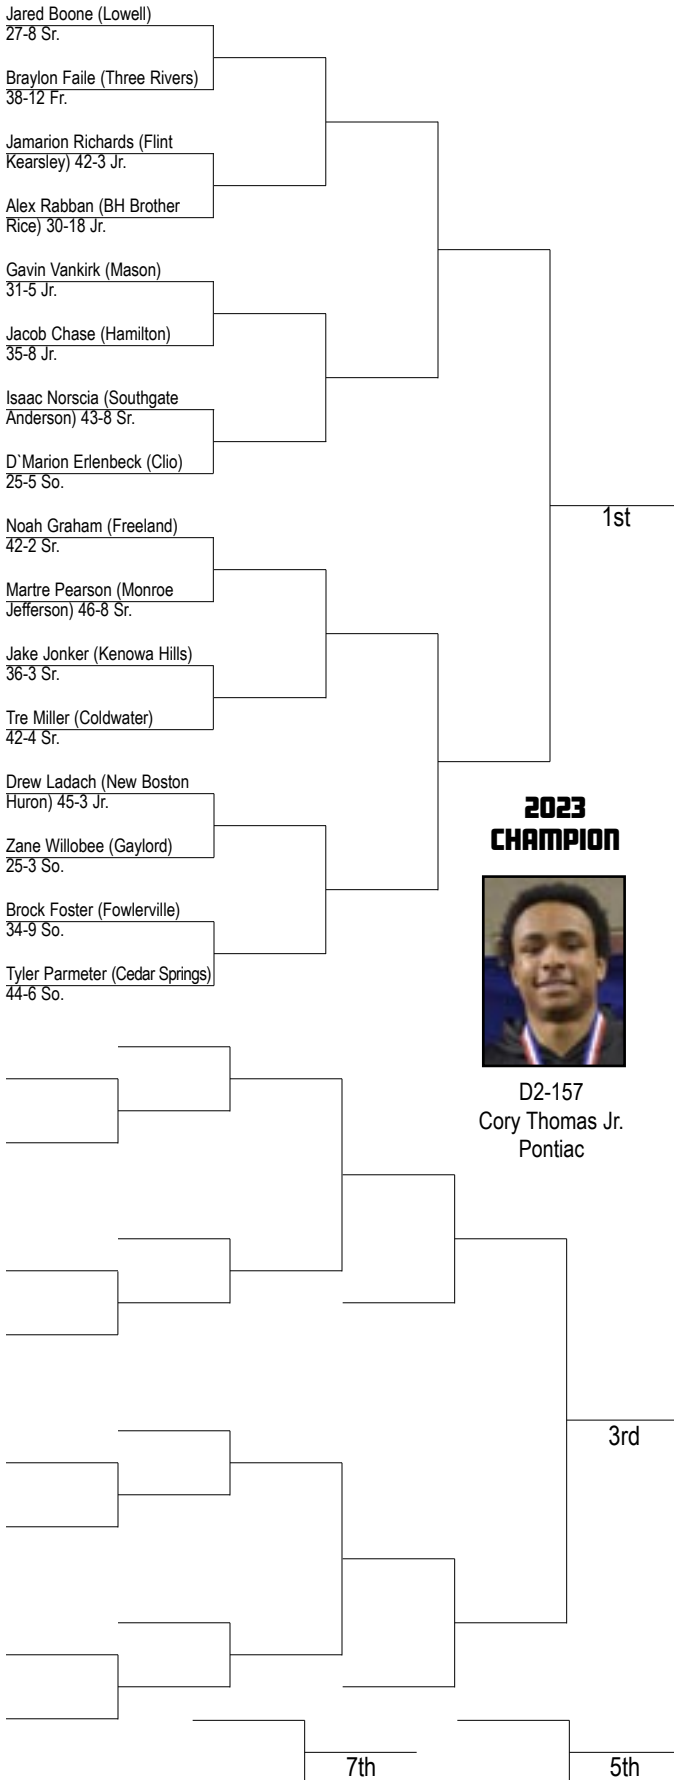 Jared Boone (Lowell)
27-8 Sr.
Braylon Faile (Three Rivers)
38-12 Fr.
Jamarion Richards (Flint
Kearsley) 42-3 Jr.
Alex Rabban (BH Brother
Rice) 30-18 Jr.
Gavin Vankirk (Mason)
31-5 Jr.
Jacob Chase (Hamilton)
35-8 Jr.
Isaac Norscia (Southgate
Anderson) 43-8 Sr.
D`Marion Erlenbeck (Clio)
25-5 So.
1st
Noah Graham (Freeland)
42-2 Sr.
Martre Pearson (Monroe
Jefferson) 46-8 Sr.
Jake Jonker (Kenowa Hills)
36-3 Sr.
Tre Miller (Coldwater)
42-4 Sr.
Drew Ladach (New Boston
Huron) 45-3 Jr.
Zane Willobee (Gaylord)
25-3 So.
Brock Foster (Fowlerville)
34-9 So.
Tyler Parmeter (Cedar Springs)
44-6 So.
2023
CHAMPION
D2-157
Cory Thomas Jr.
Pontiac
3rd
7th
5th